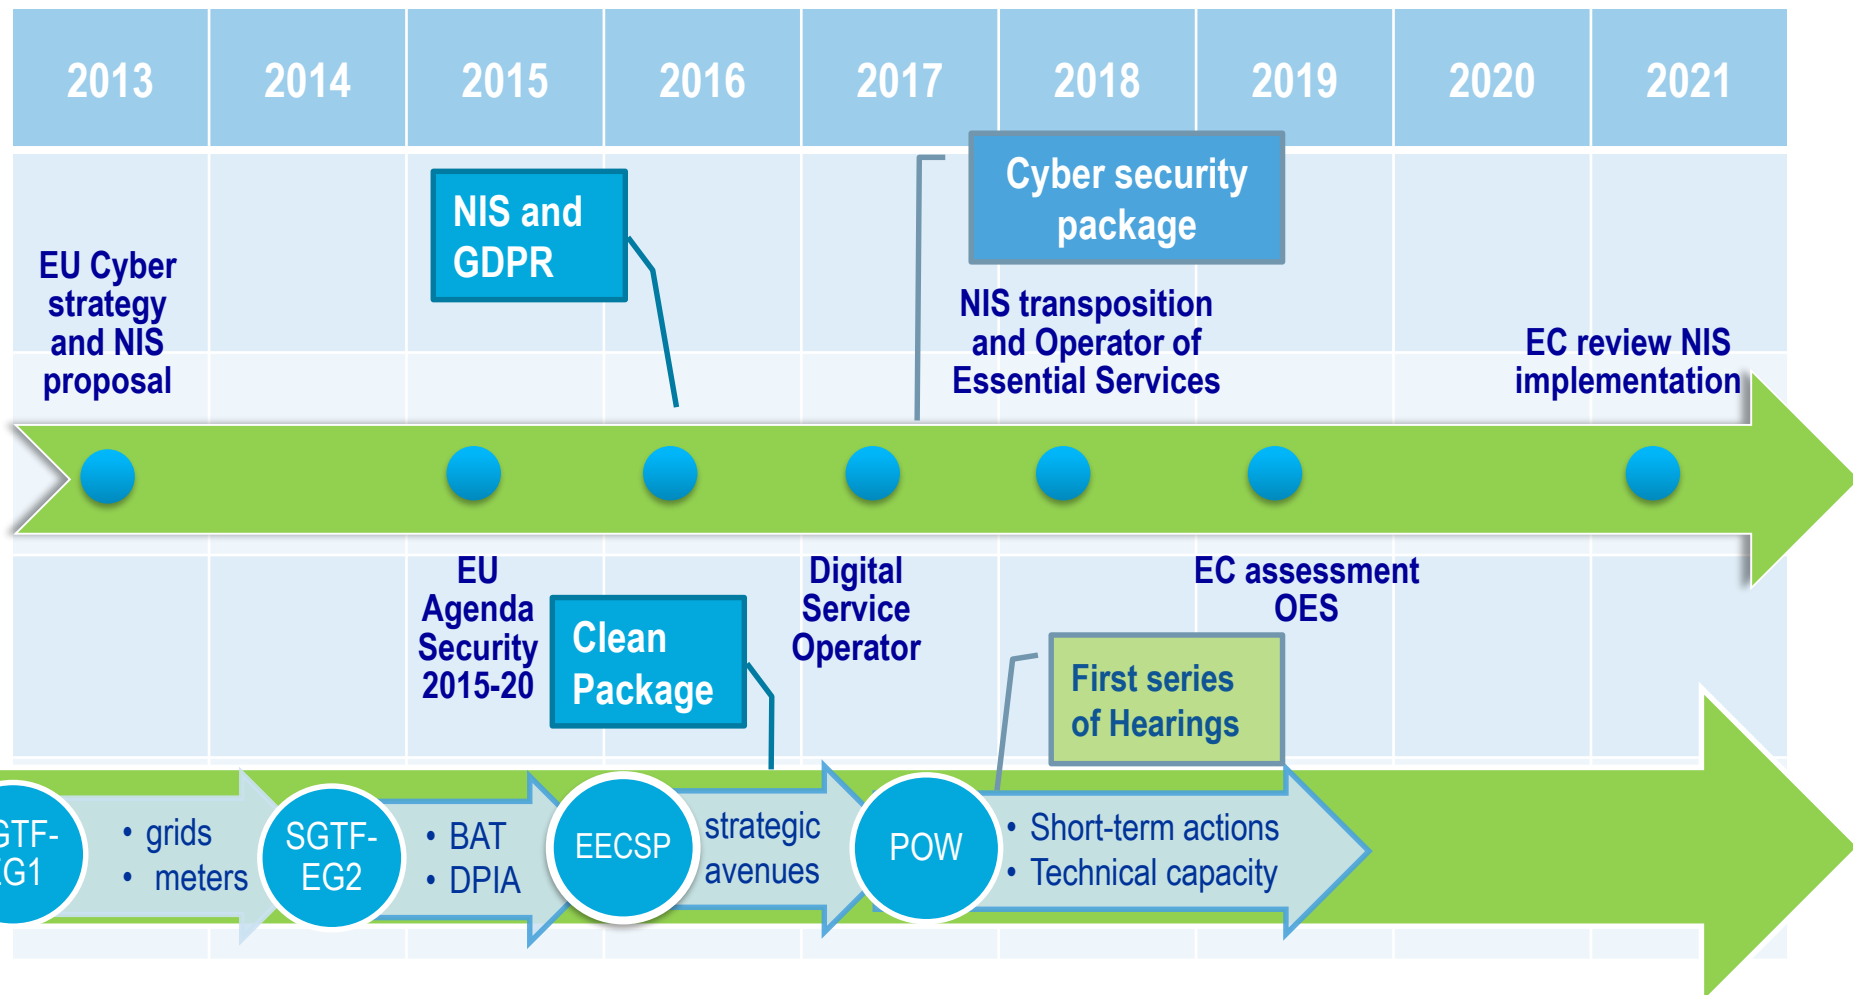 2013 2014 2015 2016 2017 2018 2019 2020 2021
Cyber security
package
NIS and
GDPR
EU Cyber
strategy
and NIS
proposal
NIS transposition
and Operator of
Essential Services
EC review NIS
implementation
EU
Agenda
Security
2015-20
Clean
Package
Digital
Service
Operator
EC assessment
OES
First series
of Hearings
GTF-
G1
• grids
• meters
SGTF-
EG2
• BAT
• DPIA
EECSP
strategic
avenues
POW
• Short-term actions
• Technical capacity